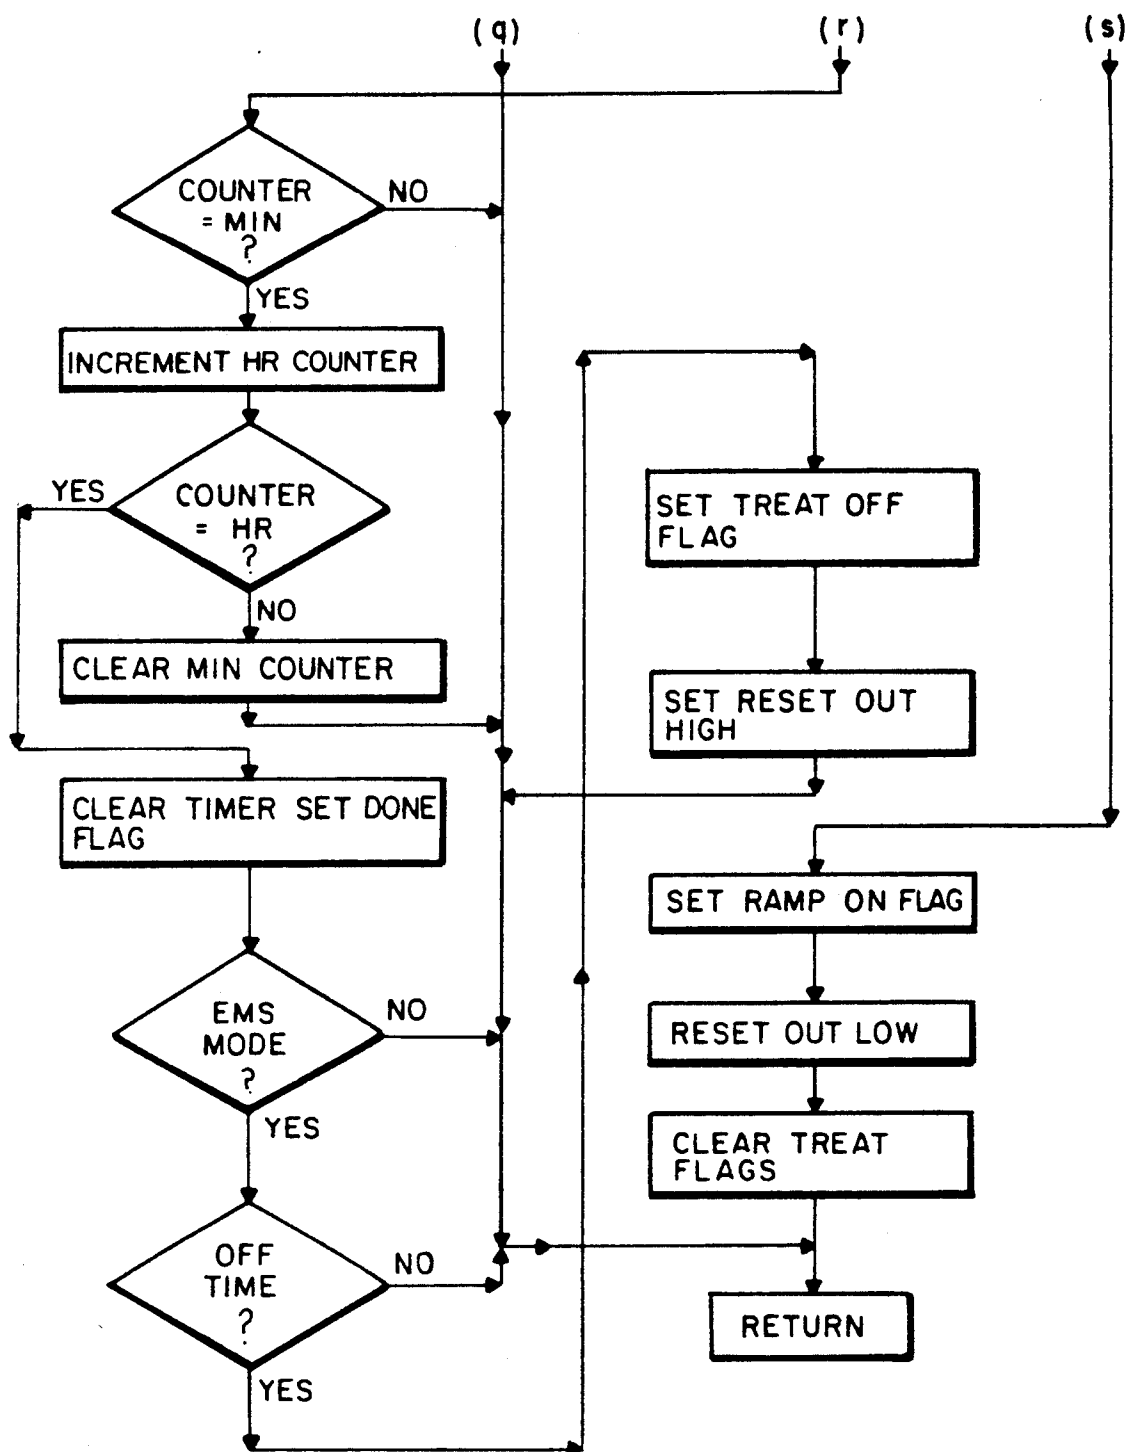 (q)
(r)
(s)
COUNTER
= MIN
?
NO
YES
INCREMENT HR COUNTER
YES
COUNTER
= HR
?
NO
CLEAR MIN COUNTER
CLEAR TIMER SET DONE
FLAG
EMS
MODE
?
NO
YES
OFF
TIME
?
NO
YES
SET TREAT OFF
FLAG
SET RESET OUT
HIGH
SET RAMP ON FLAG
RESET OUT LOW
CLEAR TREAT
FLAGS
RETURN